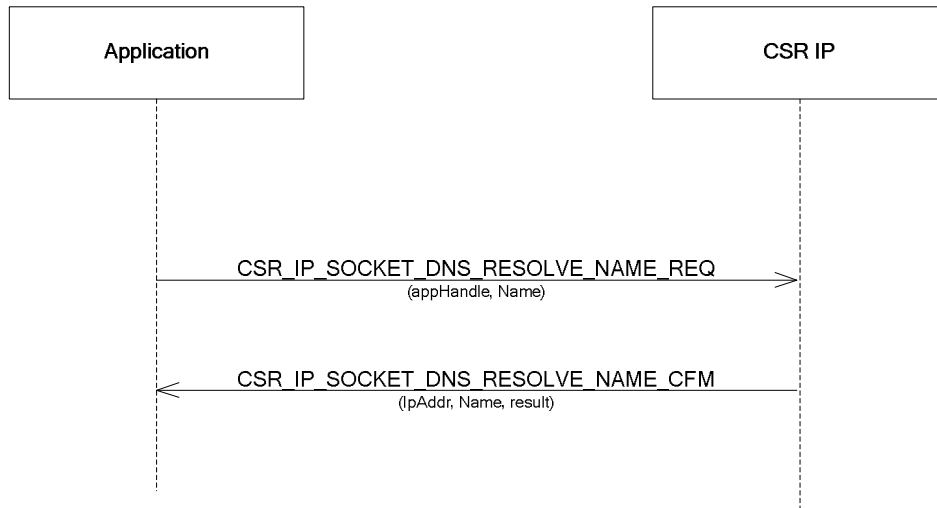 Application
CSR IP
CSR_IP_SOCKET_DNS_RESOLVE_NAME_REQ
(appHandle, Name)
CSR_IP_SOCKET_DNS_RESOLVE_NAME_CFM
(IpAddr, Name, result)